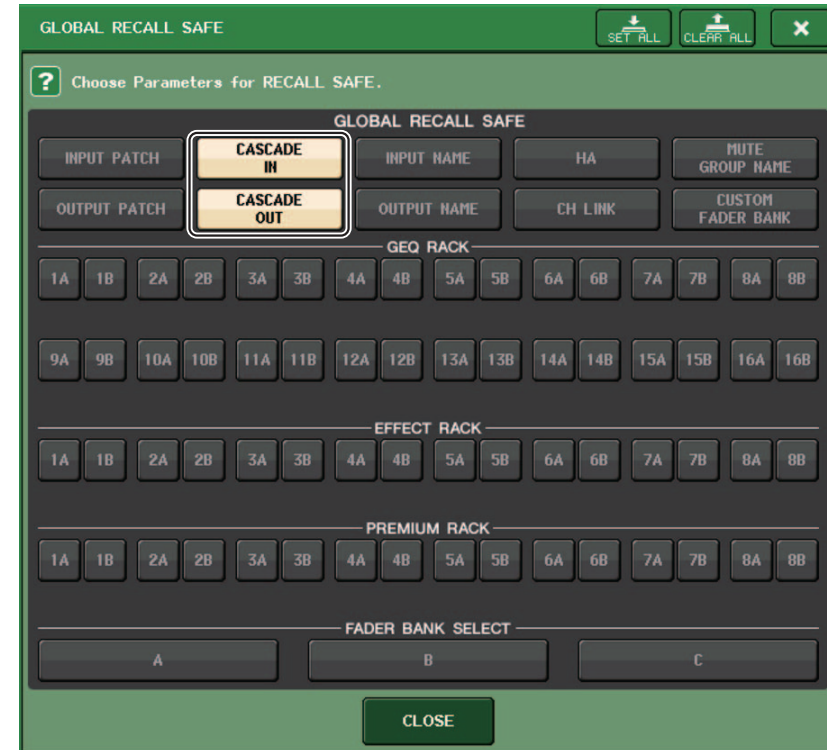 GLOBAL RECALL SAFE
SET ALL
CLEAR ALL
? Choose Parameters for RECALL SAFE.
GLOBAL RECALL SAFE
INPUT PATCH
CASCADE
IN
INPUT NAME
HA
MUTE
GROUP NAME
OUTPUT PATCH
CASCADE
OUT
OUTPUT NAME
CH LINK
CUSTOM
FADER BANK
GEQ RACK
1A 1B 2A 2B 3A 3B 4A 4B 5A 5B 6A 6B 7A 7B 8A 8B
9A 9B 10A 10B 11A 11B 12A 12B 13A 13B 14A 14B 15A 15B 16A 16B
EFFECT RACK
1A 1B 2A 2B 3A 3B 4A 4B 5A 5B 6A 6B 7A 7B 8A 8B
PREMIUM RACK
1A 1B 2A 2B 3A 3B 4A 4B 5A 5B 6A 6B 7A 7B 8A 8B
FADER BANK SELECT
A B C
CLOSE